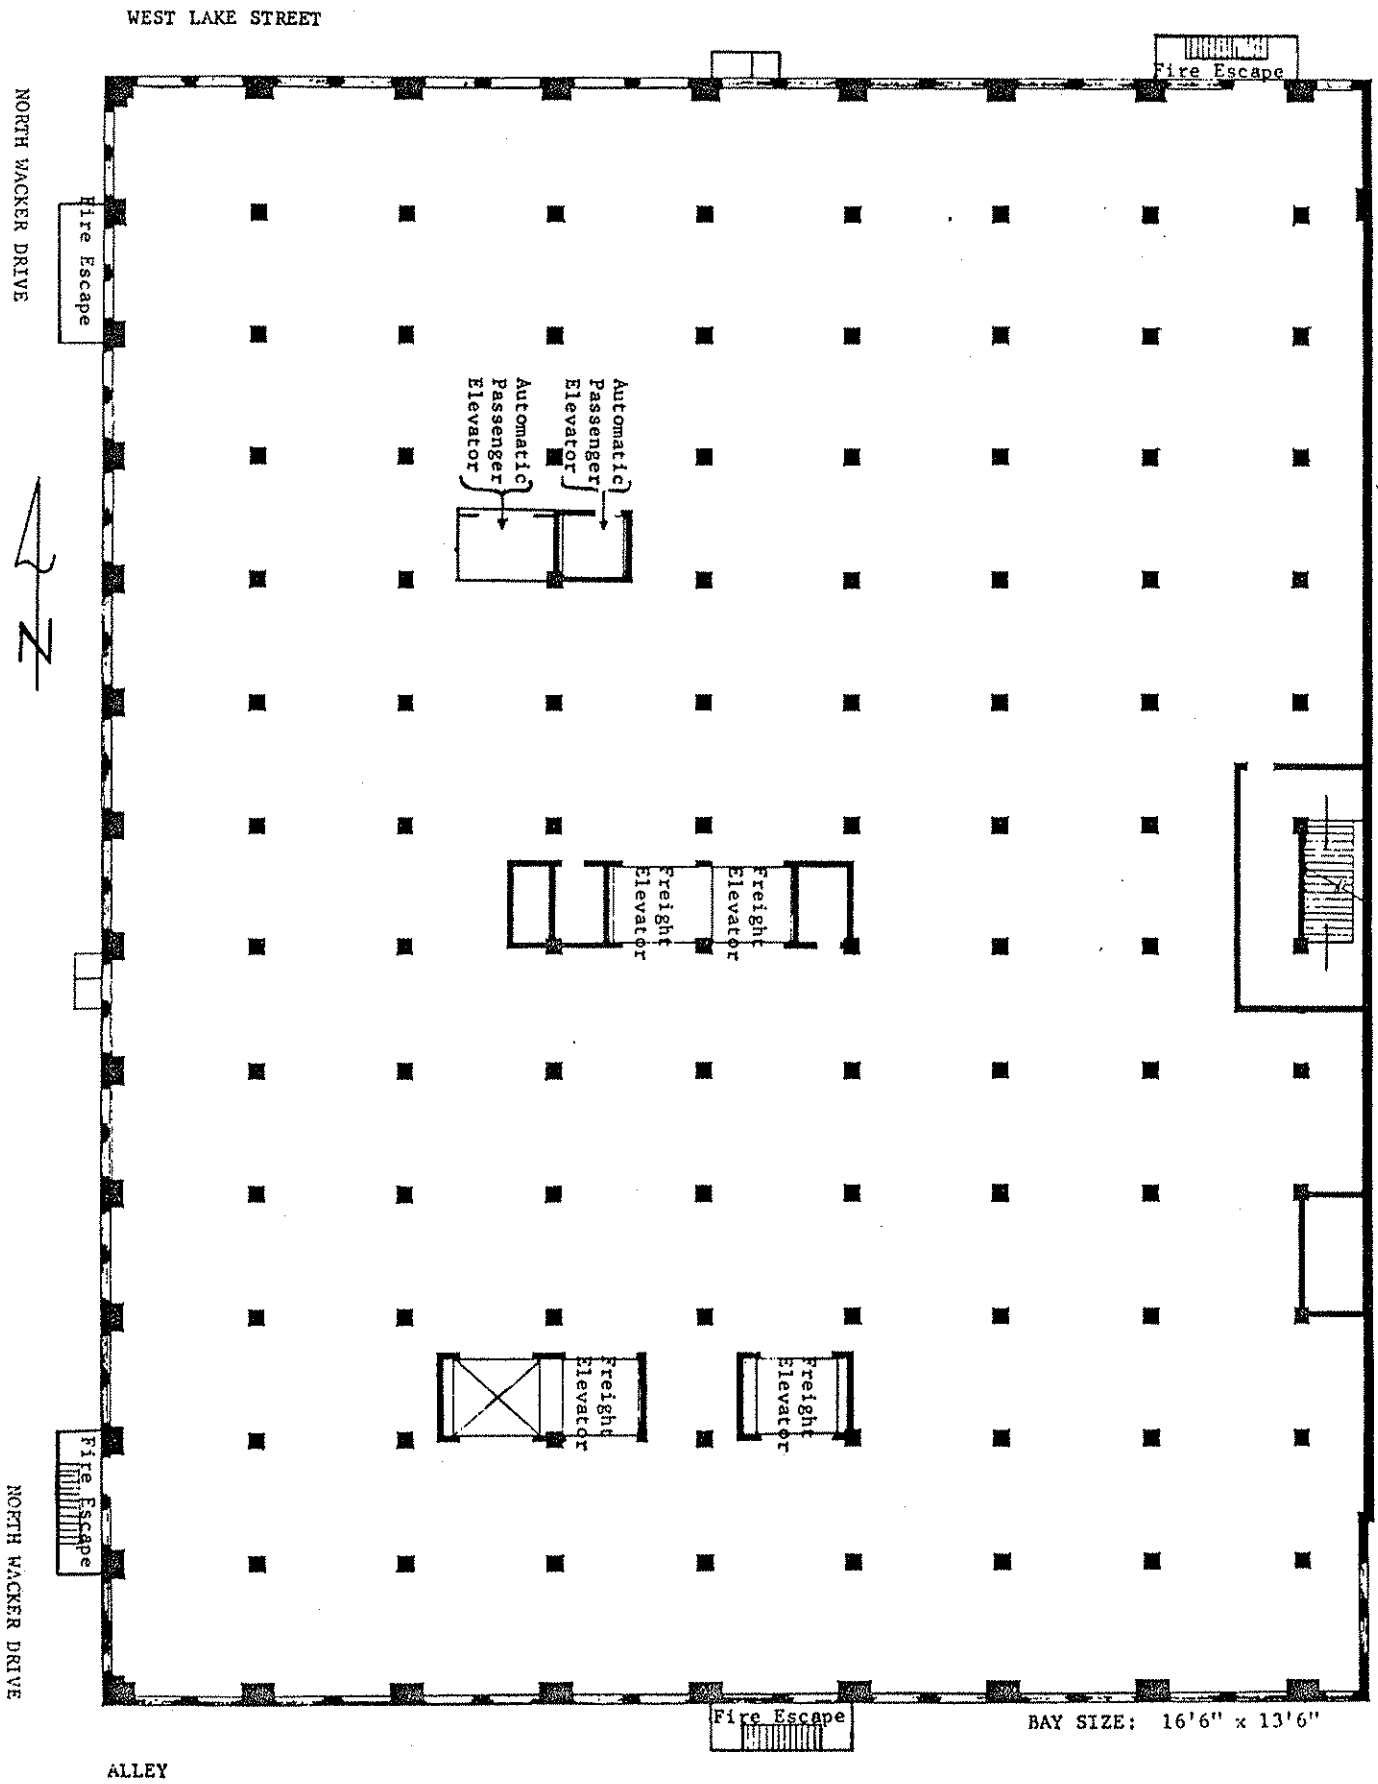 WEST LAKE STREET
Fire Escape
NORTH WACKER DRIVE
Fire Escape
Automatic
Passenger
Elevator
Automatic
Passenger
Elevator
N
Freight
Elevator
Freight
Elevator
Freight
Elevator
Freight
Elevator
Fire Escape
NORTH WACKER DRIVE
Fire Escape
BAY SIZE: 16'6" x 13'6"
ALLEY